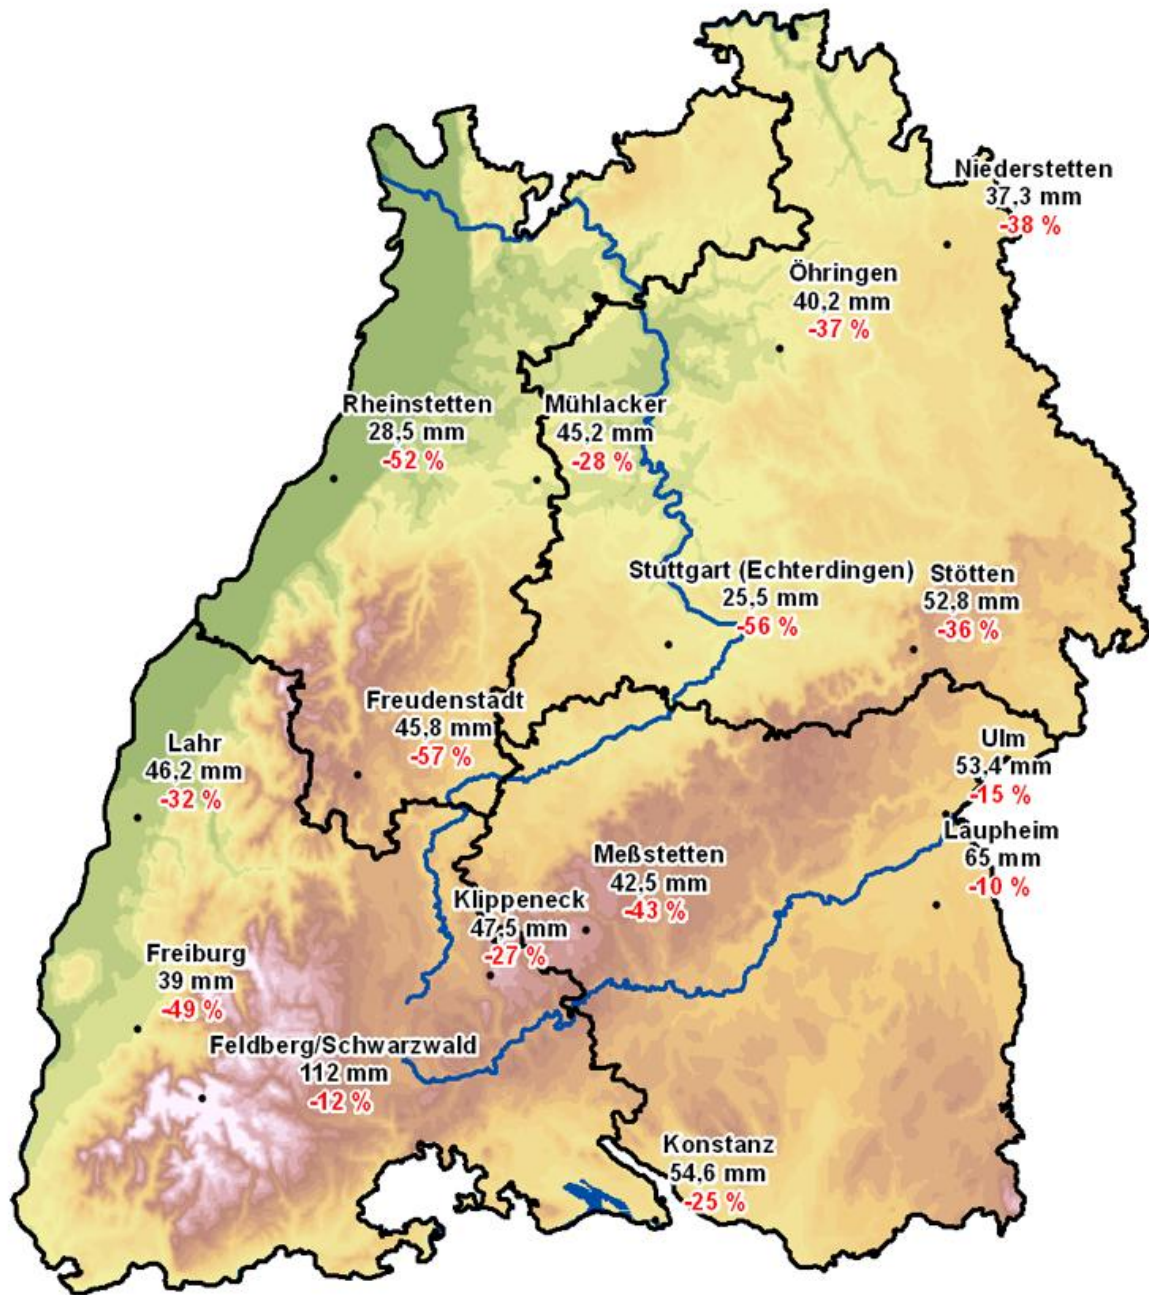 Niederstetten
37,3 mm
-38 %
Öhringen
40,2 mm
-37 %
Rheinstetten
28,5 mm
-52 %
Mühlacker
45,2 mm
-28 %
Stuttgart (Echterdingen)
25,5 mm
-56 %
Stötten
52,8 mm
-36 %
Freudenstadt
45,8 mm
-57 %
Lahr
46,2 mm
-32 %
Ulm
53,4 mm
-15 %
Laupheim
65 mm
-10 %
Meßstetten
42,5 mm
-43 %
Klippeneck
47,5 mm
-27 %
Freiburg
39 mm
-49 %
Feldberg/Schwarzwald
112 mm
-12 %
Konstanz
54,6 mm
-25 %